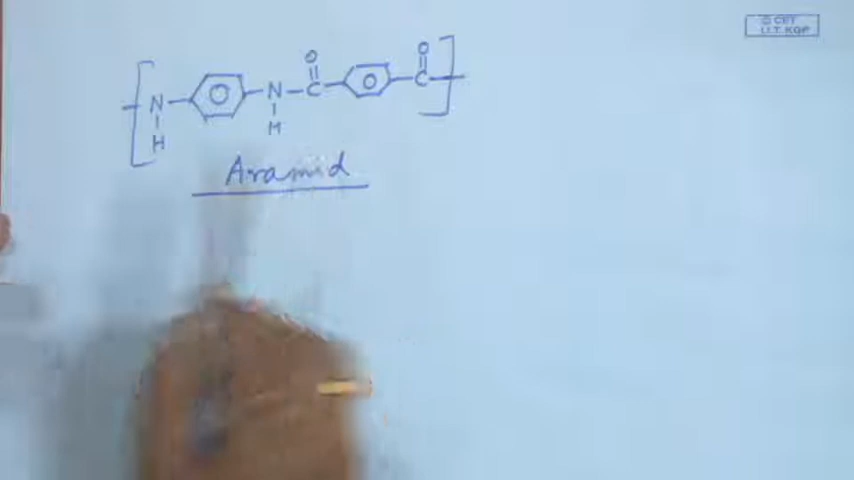 © CET
I.I.T. KGP
O O
N N C C
H H
Aramid